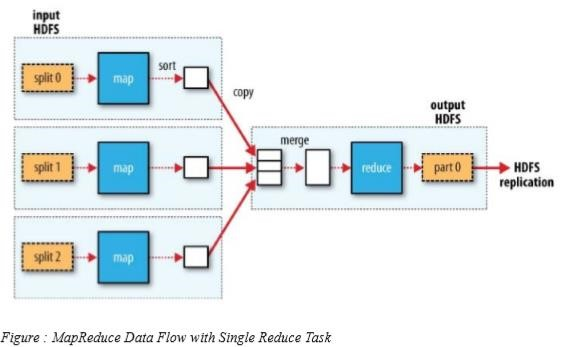 input
HDFS
split 0
map
sort
copy
split 1
map
merge
reduce
output
HDFS
part 0
HDFS
replication
split 2
map
Figure : MapReduce Data Flow with Single Reduce Task